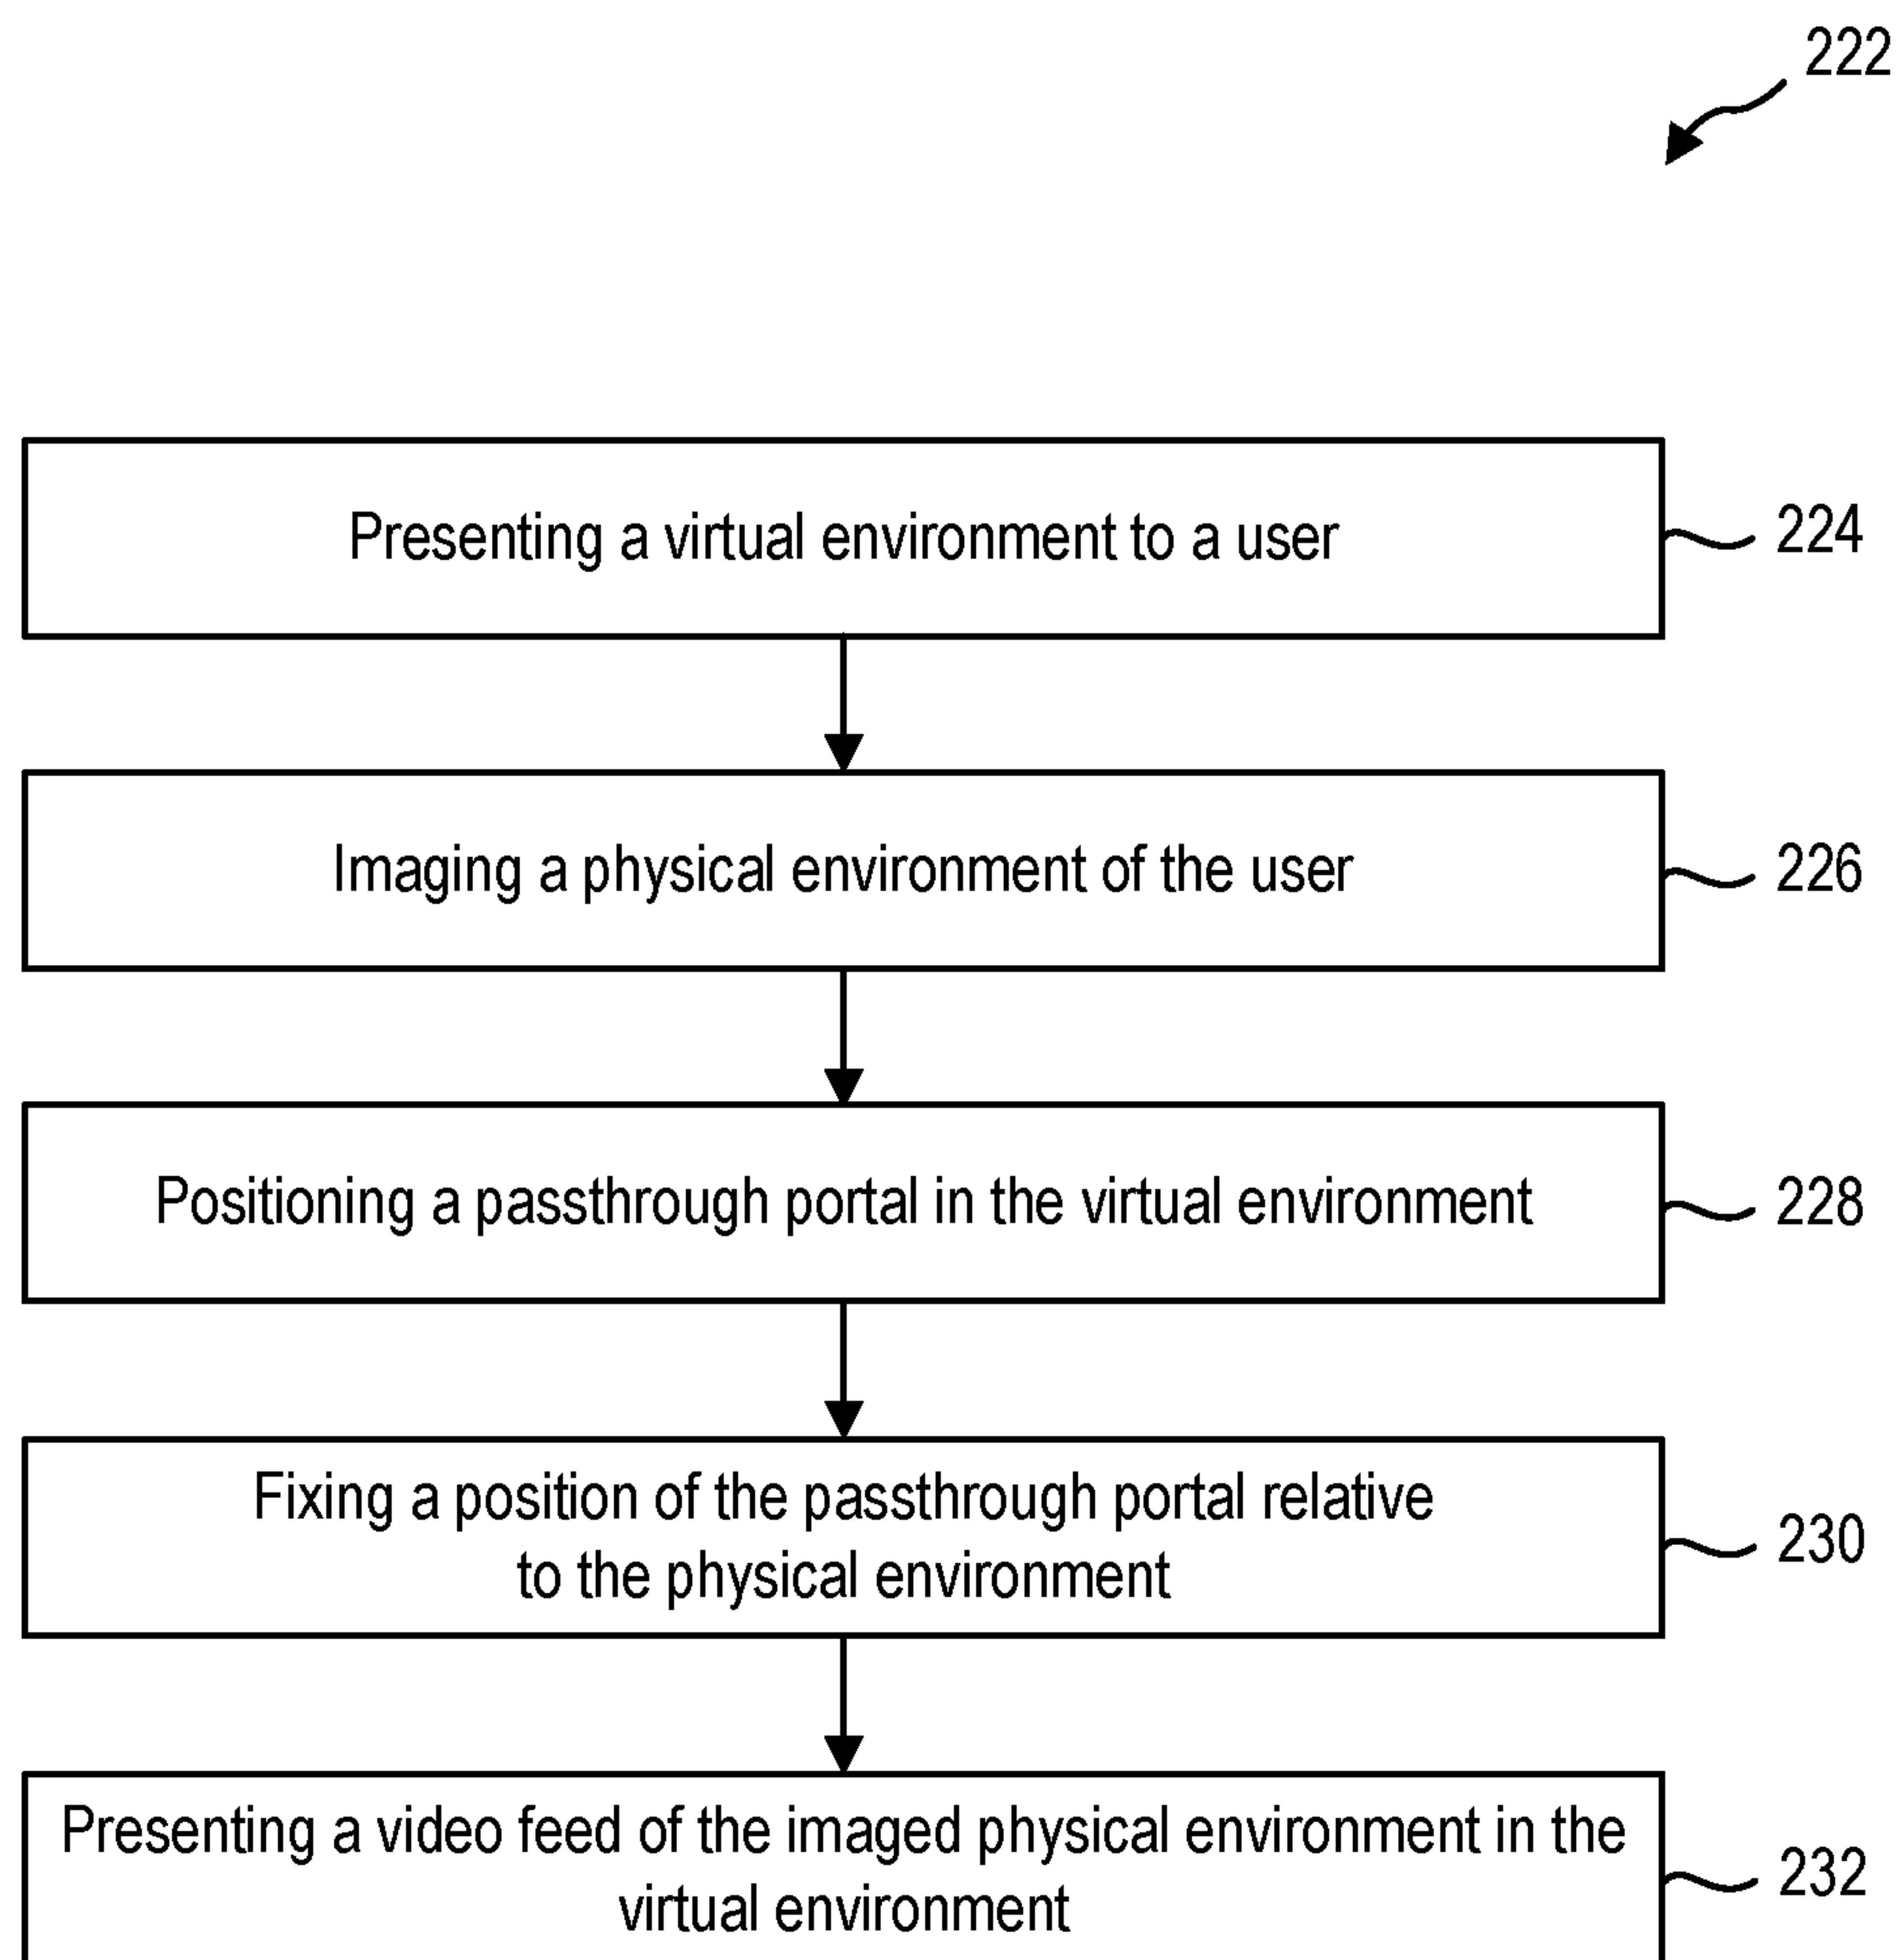 222
Presenting a virtual environment to a user
224
Imaging a physical environment of the user
226
Positioning a passthrough portal in the virtual environment
228
Fixing a position of the passthrough portal relative
to the physical environment
230
Presenting a video feed of the imaged physical environment in the
virtual environment
232